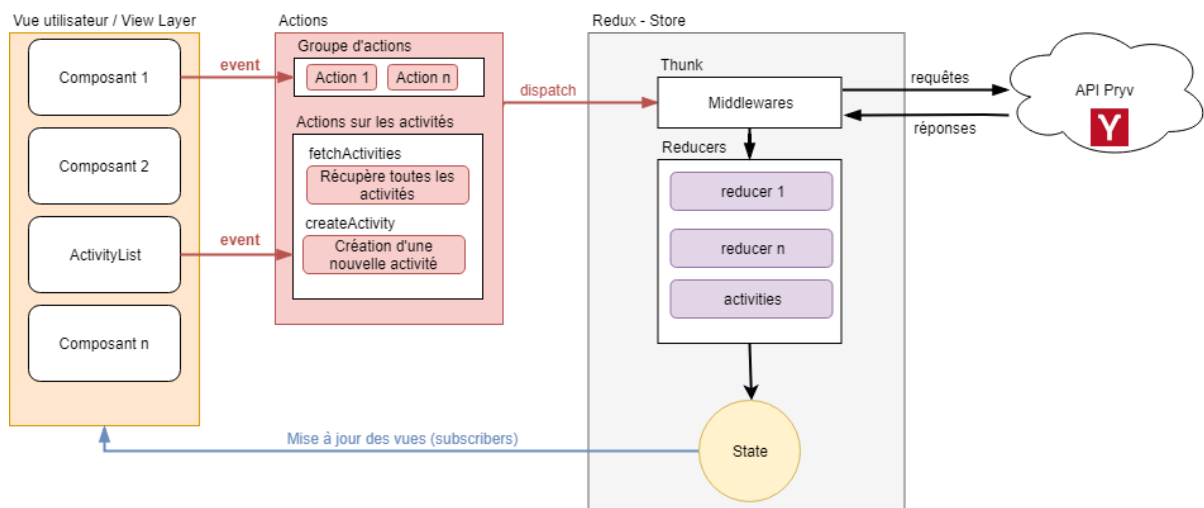 Vue utilisateur / View Layer
Composant 1
Composant 2
ActivityList
Composant n
event
event
Actions
Groupe d'actions
Action 1
Action n
Actions sur les activités
fetchActivities
Récupère toutes les
activités
createActivity
Création d'une
nouvelle activité
dispatch
Redux - Store
Thunk
Middlewares
Reducers
reducer 1
reducer n
activities
State
requêtes
réponses
API Pryv
Mise à jour des vues (subscribers)